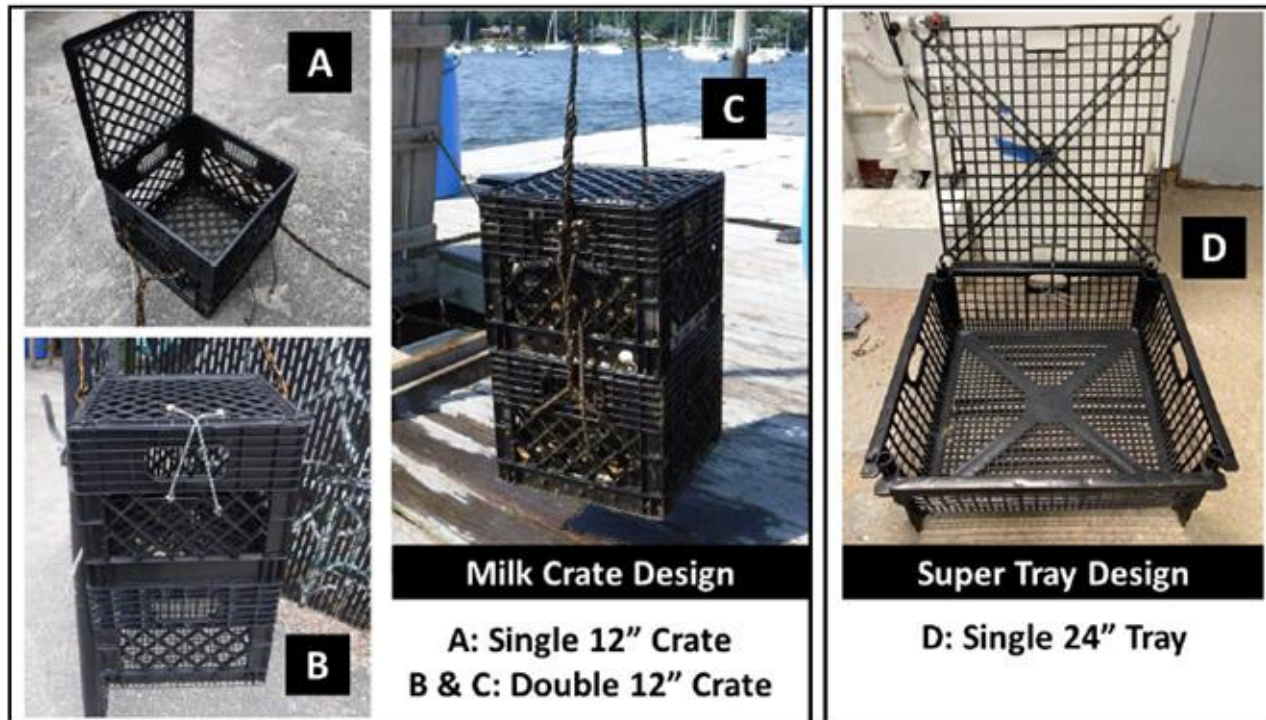 A
B
C
Milk Crate Design
A: Single 12” Crate
B & C: Double 12” Crate
D
Super Tray Design
D: Single 24” Tray